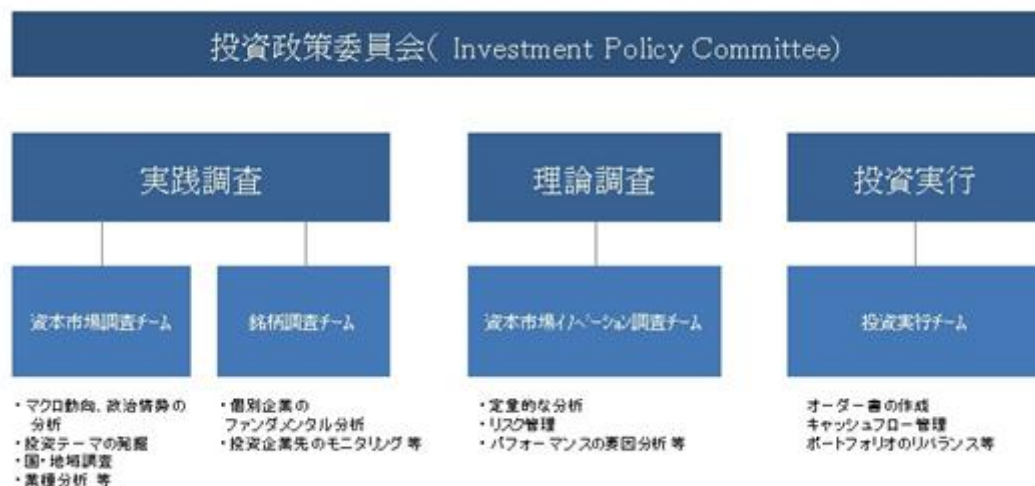 投資政策委員会( Investment Policy Committee)
実践調査
理論調査
投資実行
資本市場調査チーム
銘柄調査チーム
資本市場イノベーション調査チーム
投資実行チーム
・マクロ動向、政治情勢の
分析
・投資テーマの発掘
・国・地域調査
・業種分析 等
・個別企業の
ファンダメンタル分析
・投資企業先のモニタリング 等
・定量的な分析
・リスク管理
・パフォーマンスの要因分析 等
オーダー書の作成
キャッシュフロー管理
ポートフォリオのリバランス等